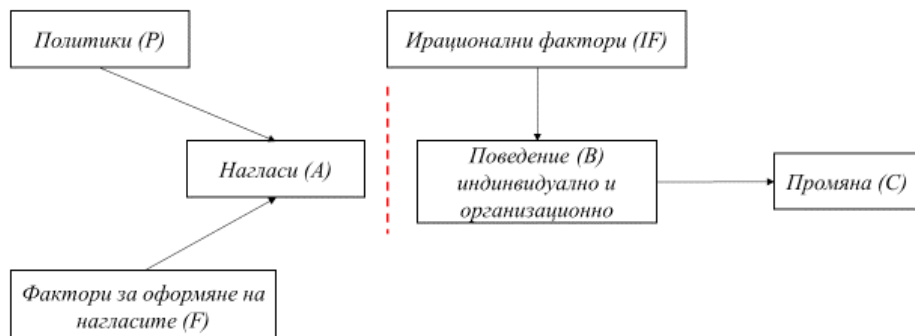 Политики (P)
Ирационални фактори (IF)
Нагласи (A)
Поведение (B)
индинвидуално и
организационно
Промяна (C)
Фактори за оформяне на
нагласите (F)